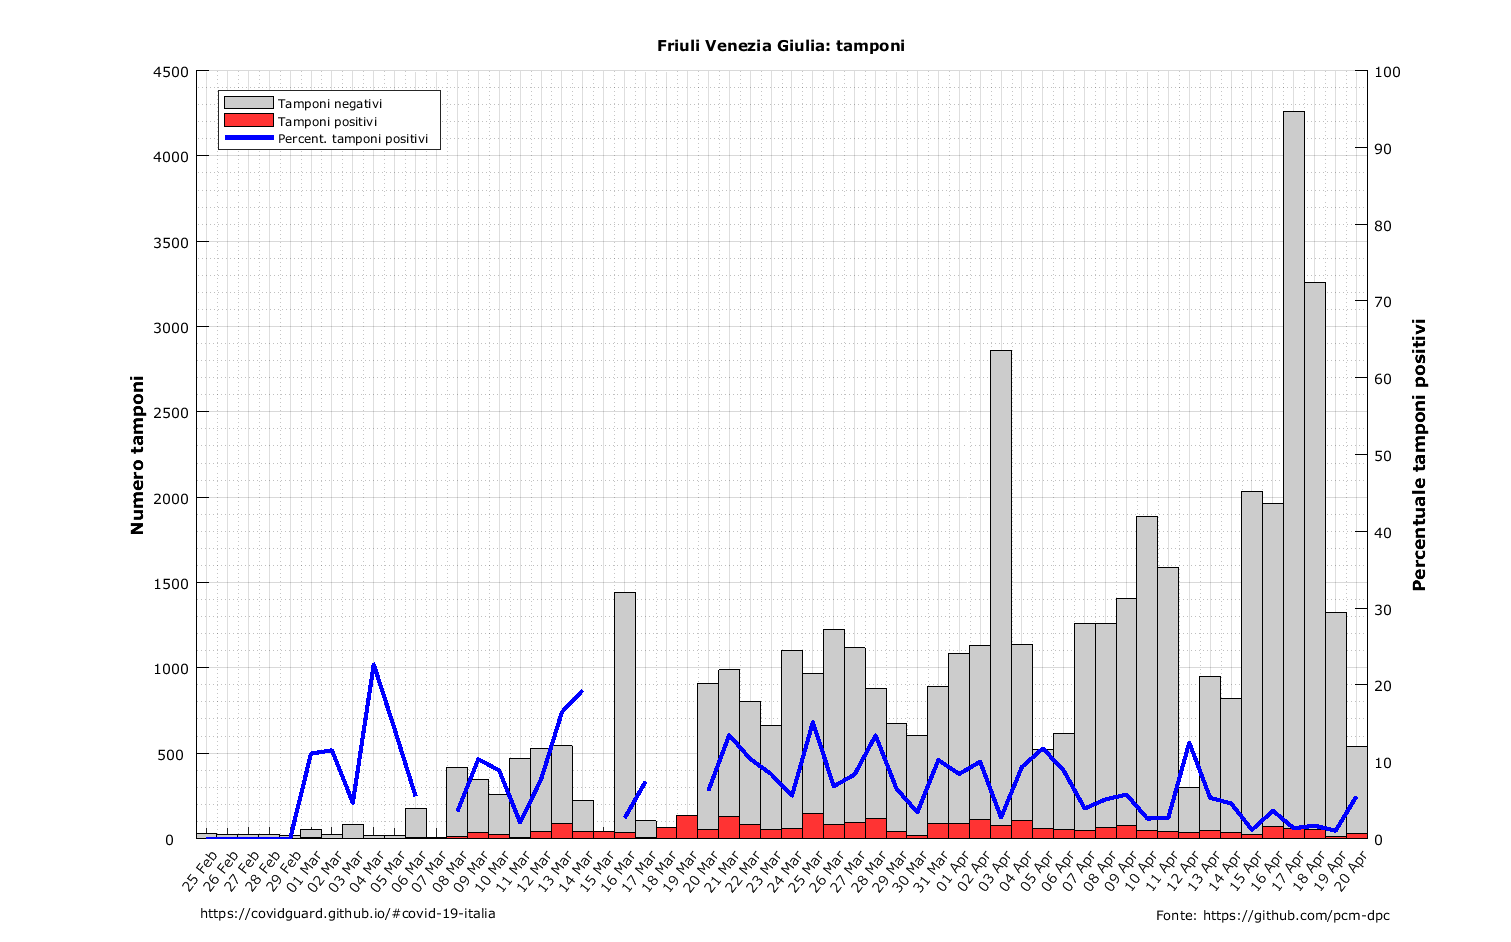 Friuli Venezia Giulia: tamponi
Tamponi negativi
Tamponi positivi
Percent. tamponi positivi
Numero tamponi
4500
4000
3500
3000
2500
2000
1500
1000
500
0
Percentuale tamponi positivi
100
90
80
70
60
50
40
30
20
10
0
25 Feb
26 Feb
27 Feb
28 Feb
29 Feb
01 Mar
02 Mar
03 Mar
04 Mar
05 Mar
06 Mar
07 Mar
08 Mar
09 Mar
10 Mar
11 Mar
12 Mar
13 Mar
14 Mar
15 Mar
16 Mar
17 Mar
18 Mar
19 Mar
20 Mar
21 Mar
22 Mar
23 Mar
24 Mar
25 Mar
26 Mar
27 Mar
28 Mar
29 Mar
30 Mar
31 Mar
01 Apr
02 Apr
03 Apr
04 Apr
05 Apr
06 Apr
07 Apr
08 Apr
09 Apr
10 Apr
11 Apr
12 Apr
13 Apr
14 Apr
15 Apr
16 Apr
17 Apr
18 Apr
19 Apr
20 Apr
https://covidguard.github.io/#covid-19-italia
Fonte: https://github.com/pcm-dpc